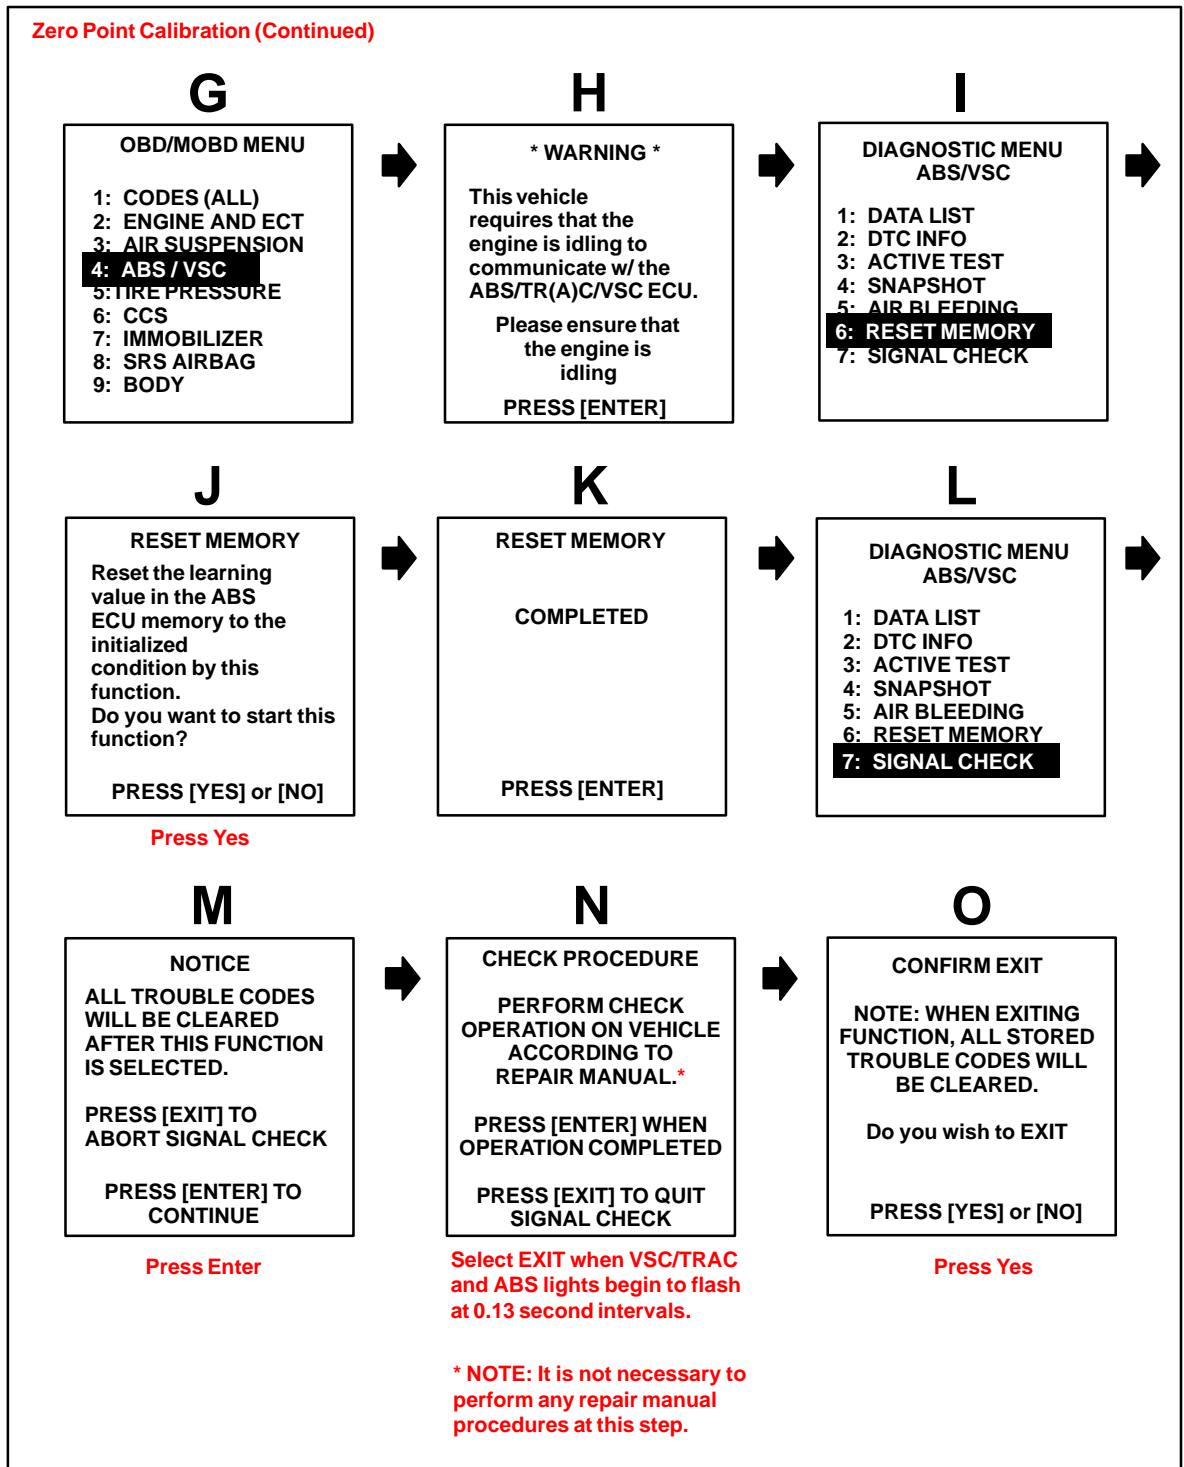 Zero Point Calibration (Continued)
G
OBD/MOBD MENU
1: CODES (ALL)
2: ENGINE AND ECT
3: AIR SUSPENSION
4: ABS / VSC
5:TIRE PRESSURE
6: CCS
7: IMMOBILIZER
8: SRS AIRBAG
9: BODY
H
* WARNING *
This vehicle
requires that the
engine is idling to
communicate w/ the
ABS/TR(A)C/VSC ECU.
Please ensure that
the engine is
idling
PRESS [ENTER]
I
DIAGNOSTIC MENU
ABS/VSC
1: DATA LIST
2: DTC INFO
3: ACTIVE TEST
4: SNAPSHOT
5: AIR BLEEDING
6: RESET MEMORY
7: SIGNAL CHECK
J
RESET MEMORY
Reset the learning
value in the ABS
ECU memory to the
initialized
condition by this
function.
Do you want to start this
function?
PRESS [YES] or [NO]
Press Yes
K
RESET MEMORY
COMPLETED
PRESS [ENTER]
L
DIAGNOSTIC MENU
ABS/VSC
1: DATA LIST
2: DTC INFO
3: ACTIVE TEST
4: SNAPSHOT
5: AIR BLEEDING
6: RESET MEMORY
7: SIGNAL CHECK
M
NOTICE
ALL TROUBLE CODES
WILL BE CLEARED
AFTER THIS FUNCTION
IS SELECTED.
PRESS [EXIT] TO
ABORT SIGNAL CHECK
PRESS [ENTER] TO
CONTINUE
Press Enter
N
CHECK PROCEDURE
PERFORM CHECK
OPERATION ON VEHICLE
ACCORDING TO
REPAIR MANUAL.*
PRESS [ENTER] WHEN
OPERATION COMPLETED
PRESS [EXIT] TO QUIT
SIGNAL CHECK
Select EXIT when VSC/TRAC
and ABS lights begin to flash
at 0.13 second intervals.
* NOTE: It is not necessary to
perform any repair manual
procedures at this step.
O
CONFIRM EXIT
NOTE: WHEN EXITING
FUNCTION, ALL STORED
TROUBLE CODES WILL
BE CLEARED.
Do you wish to EXIT
PRESS [YES] or [NO]
Press Yes